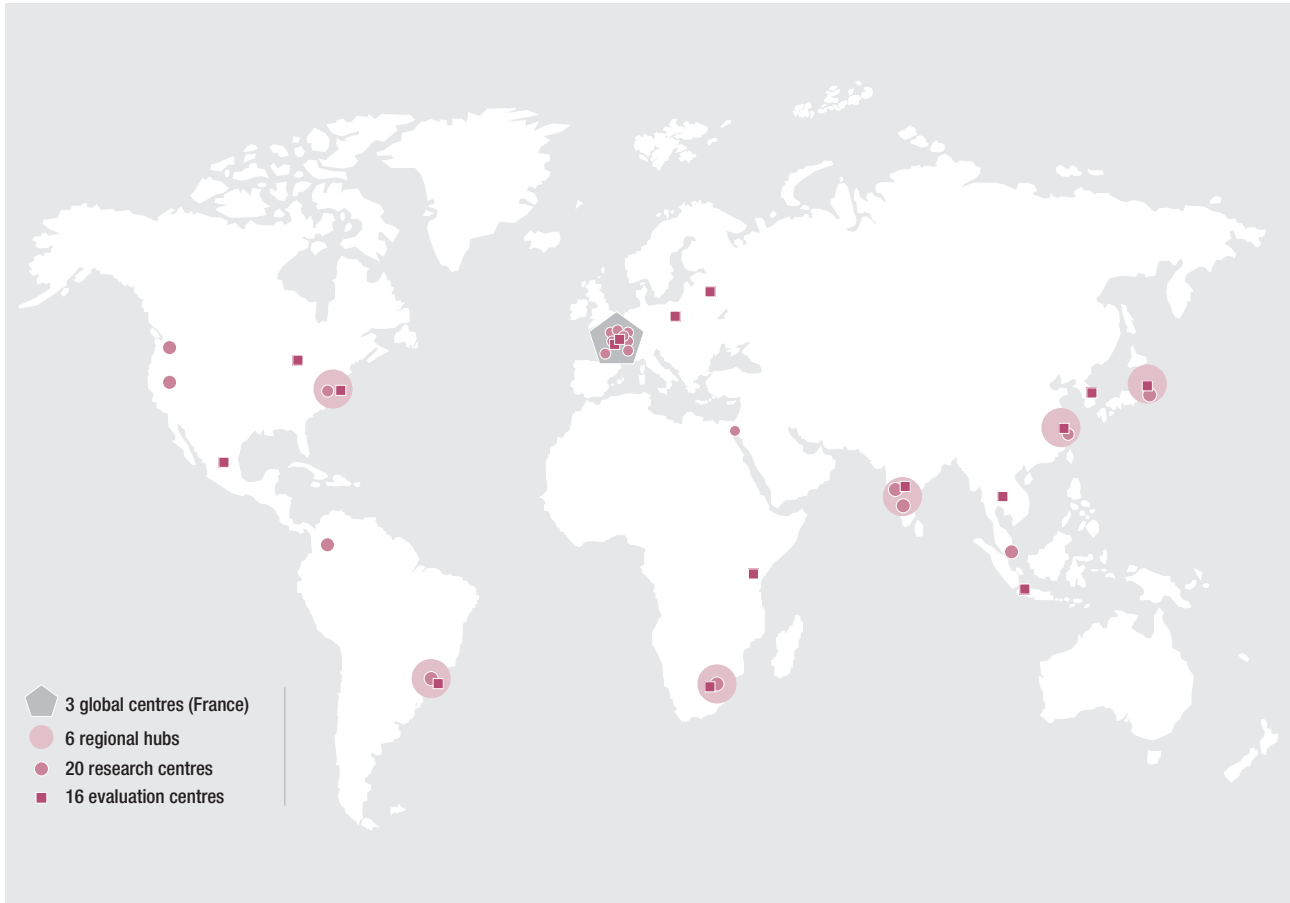 3 global centres (France)
6 regional hubs
20 research centres
16 evaluation centres